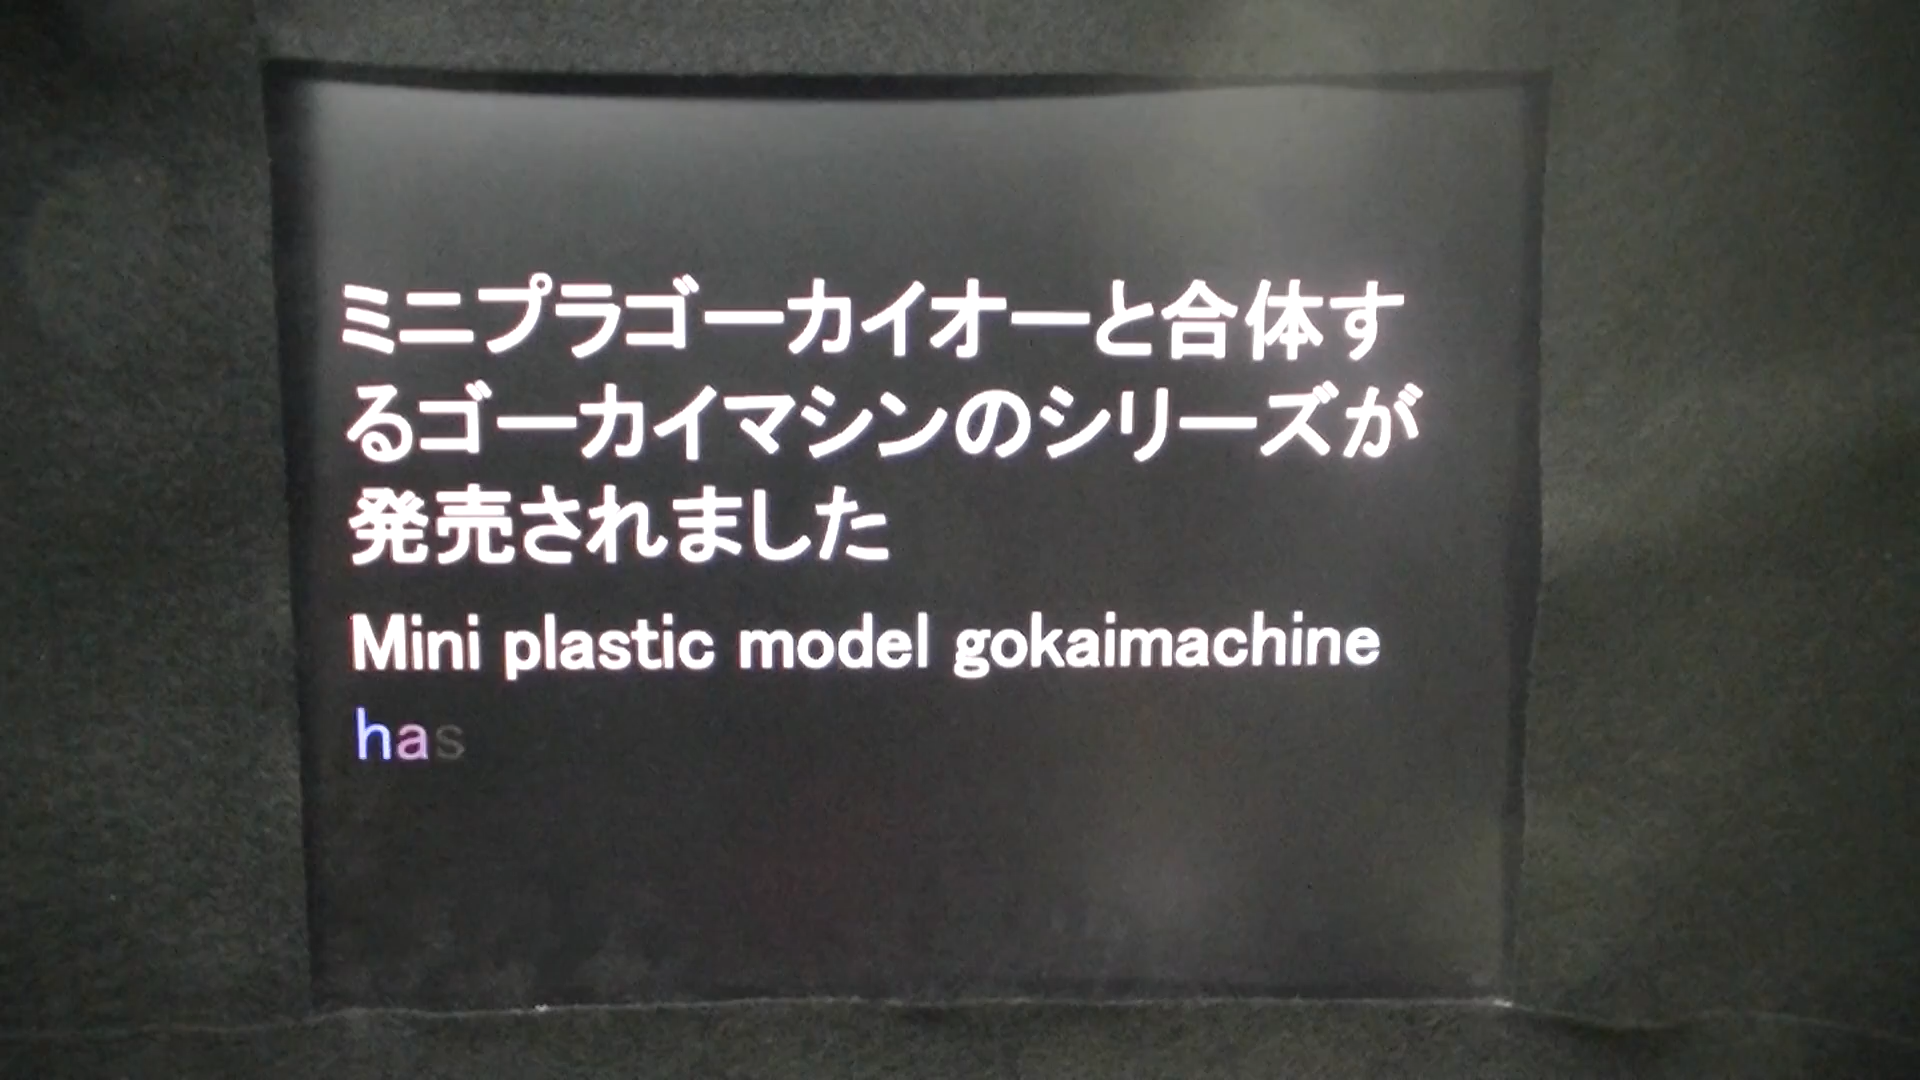 ミニプラゴーカイオーと合体す
るゴーカイマシンのシリーズが
発売されました
Mini plastic model gokaimachine
has